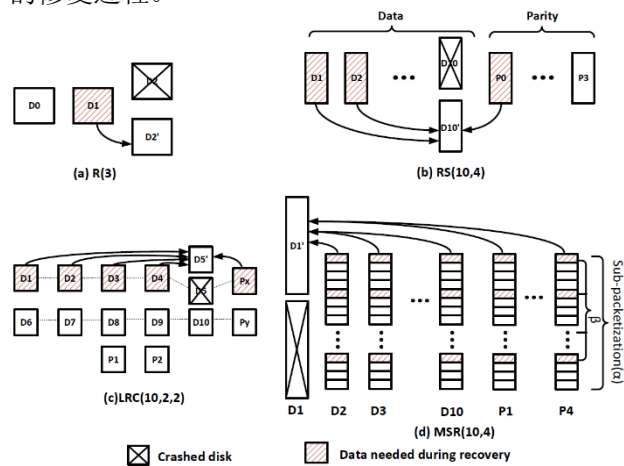 的修复过程。
Data Parity
D0 D1 D2 D2'
D1 D2 ••• D10 P0 ••• P3
D10'
(a) R(3)
(b) RS(10,4)
D5'
D1 D2 D3 D4 D5 Px
D6 D7 D8 D9 D10 Py
P1 P2
(c)LRC(10,2,2)
D1'
Sub-packetization(α)
β
D1 D2 D3 D10 P1 P4
(d) MSR(10,4)
Crashed disk
Data needed during recovery